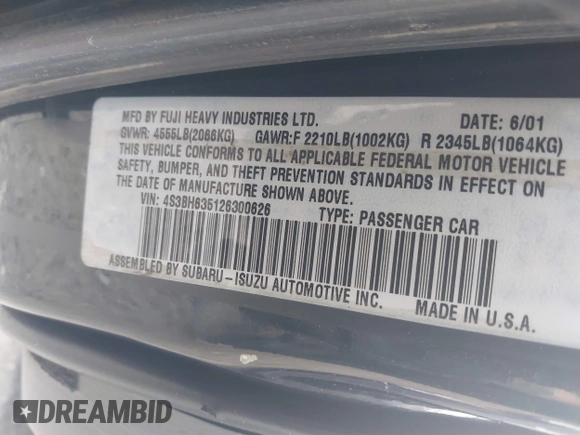 MFD BY FUJI HEAVY INDUSTRIES LTD. DATE: 6/01
GVWR: 4555LB(2066KG) GAWR:F 2210LB(1002KG) R 2345LB(1064KG)
THIS VEHICLE CONFORMS TO ALL APPLICABLE FEDERAL MOTOR VEHICLE
SAFETY, BUMPER, AND THEFT PREVENTION STANDARDS IN EFFECT ON
THE DATE OF MANUFACTURE SHOWN ABOVE.
VIN: 4S3BH635126300626 TYPE: PASSENGER CAR
ASSEMBLED BY SUBARU-ISUZU AUTOMOTIVE INC. MADE IN U.S.A.
DREAMBID